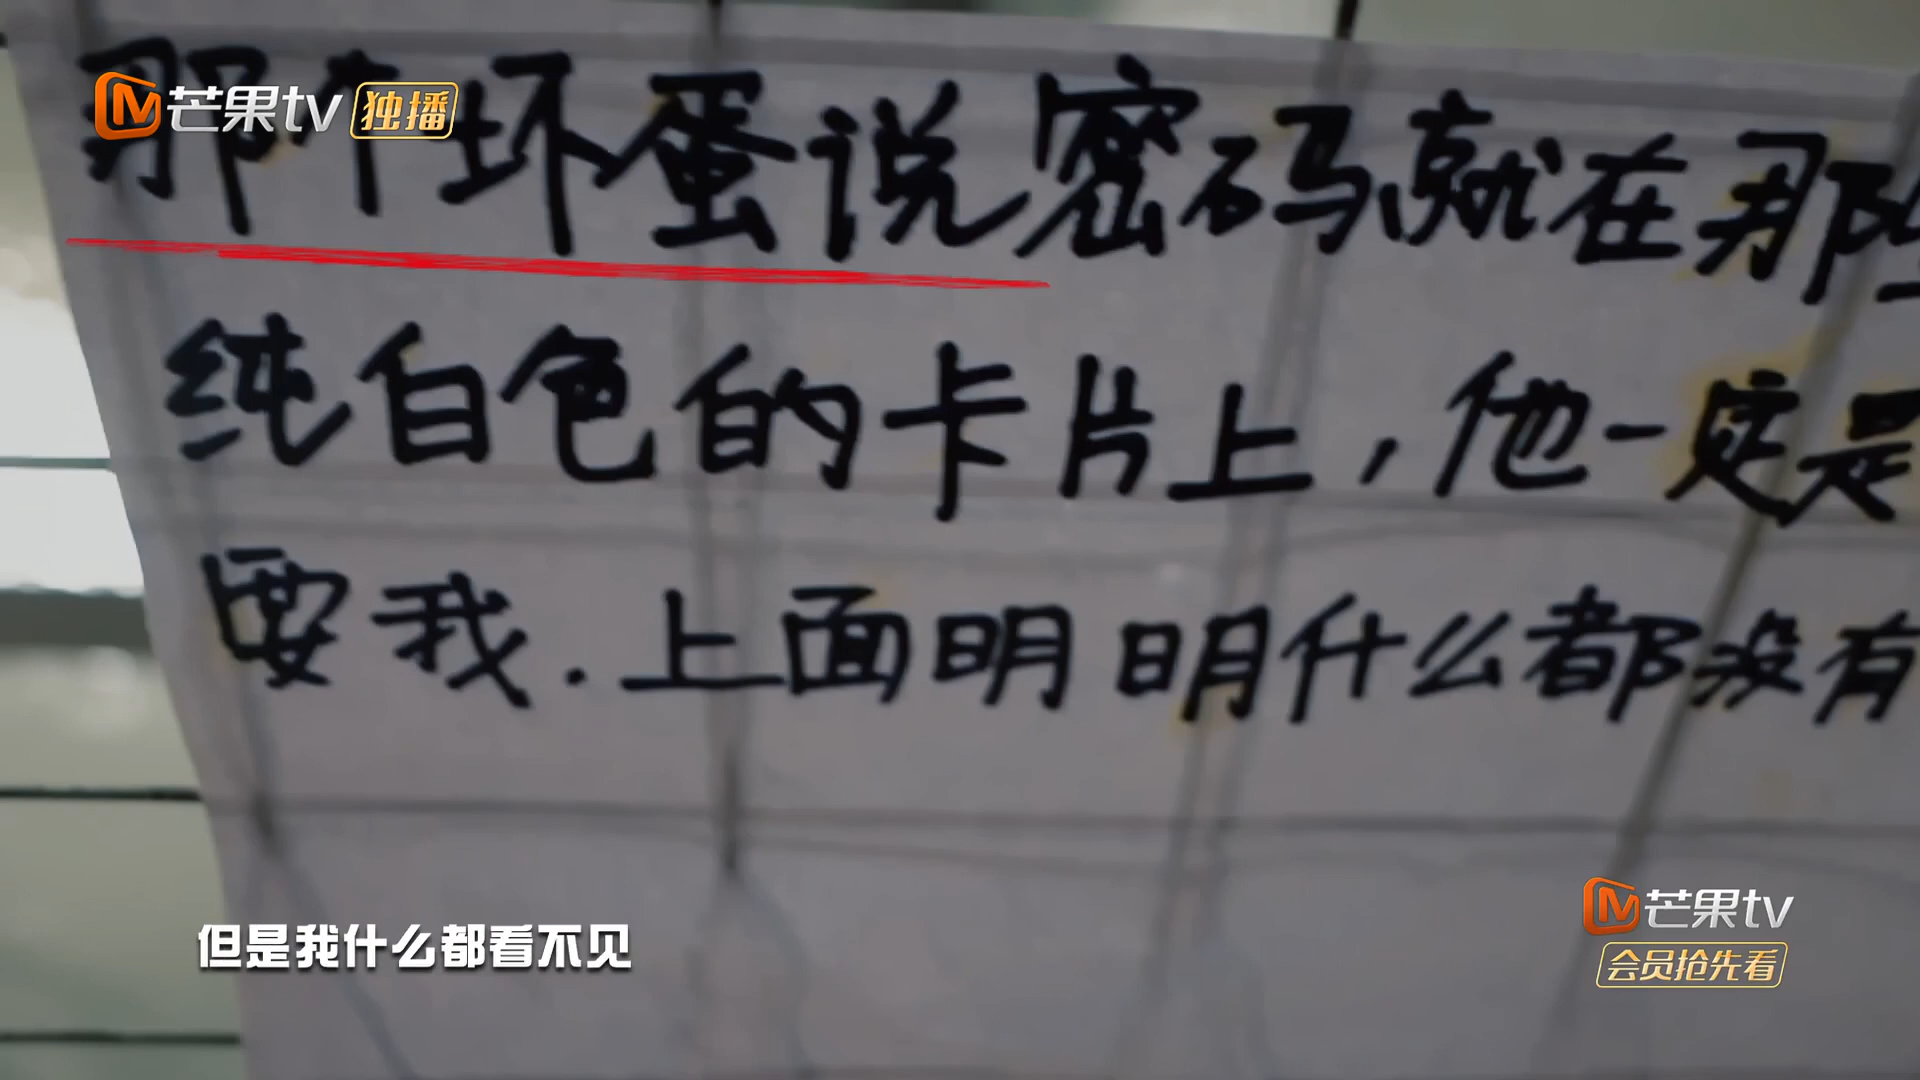 芒果tv 独播
那个坏蛋说密码就在那些
纯白色的卡片上，他一定是
耍我.上面明明什么都没有
但是我什么都看不见
芒果tv
会员抢先看